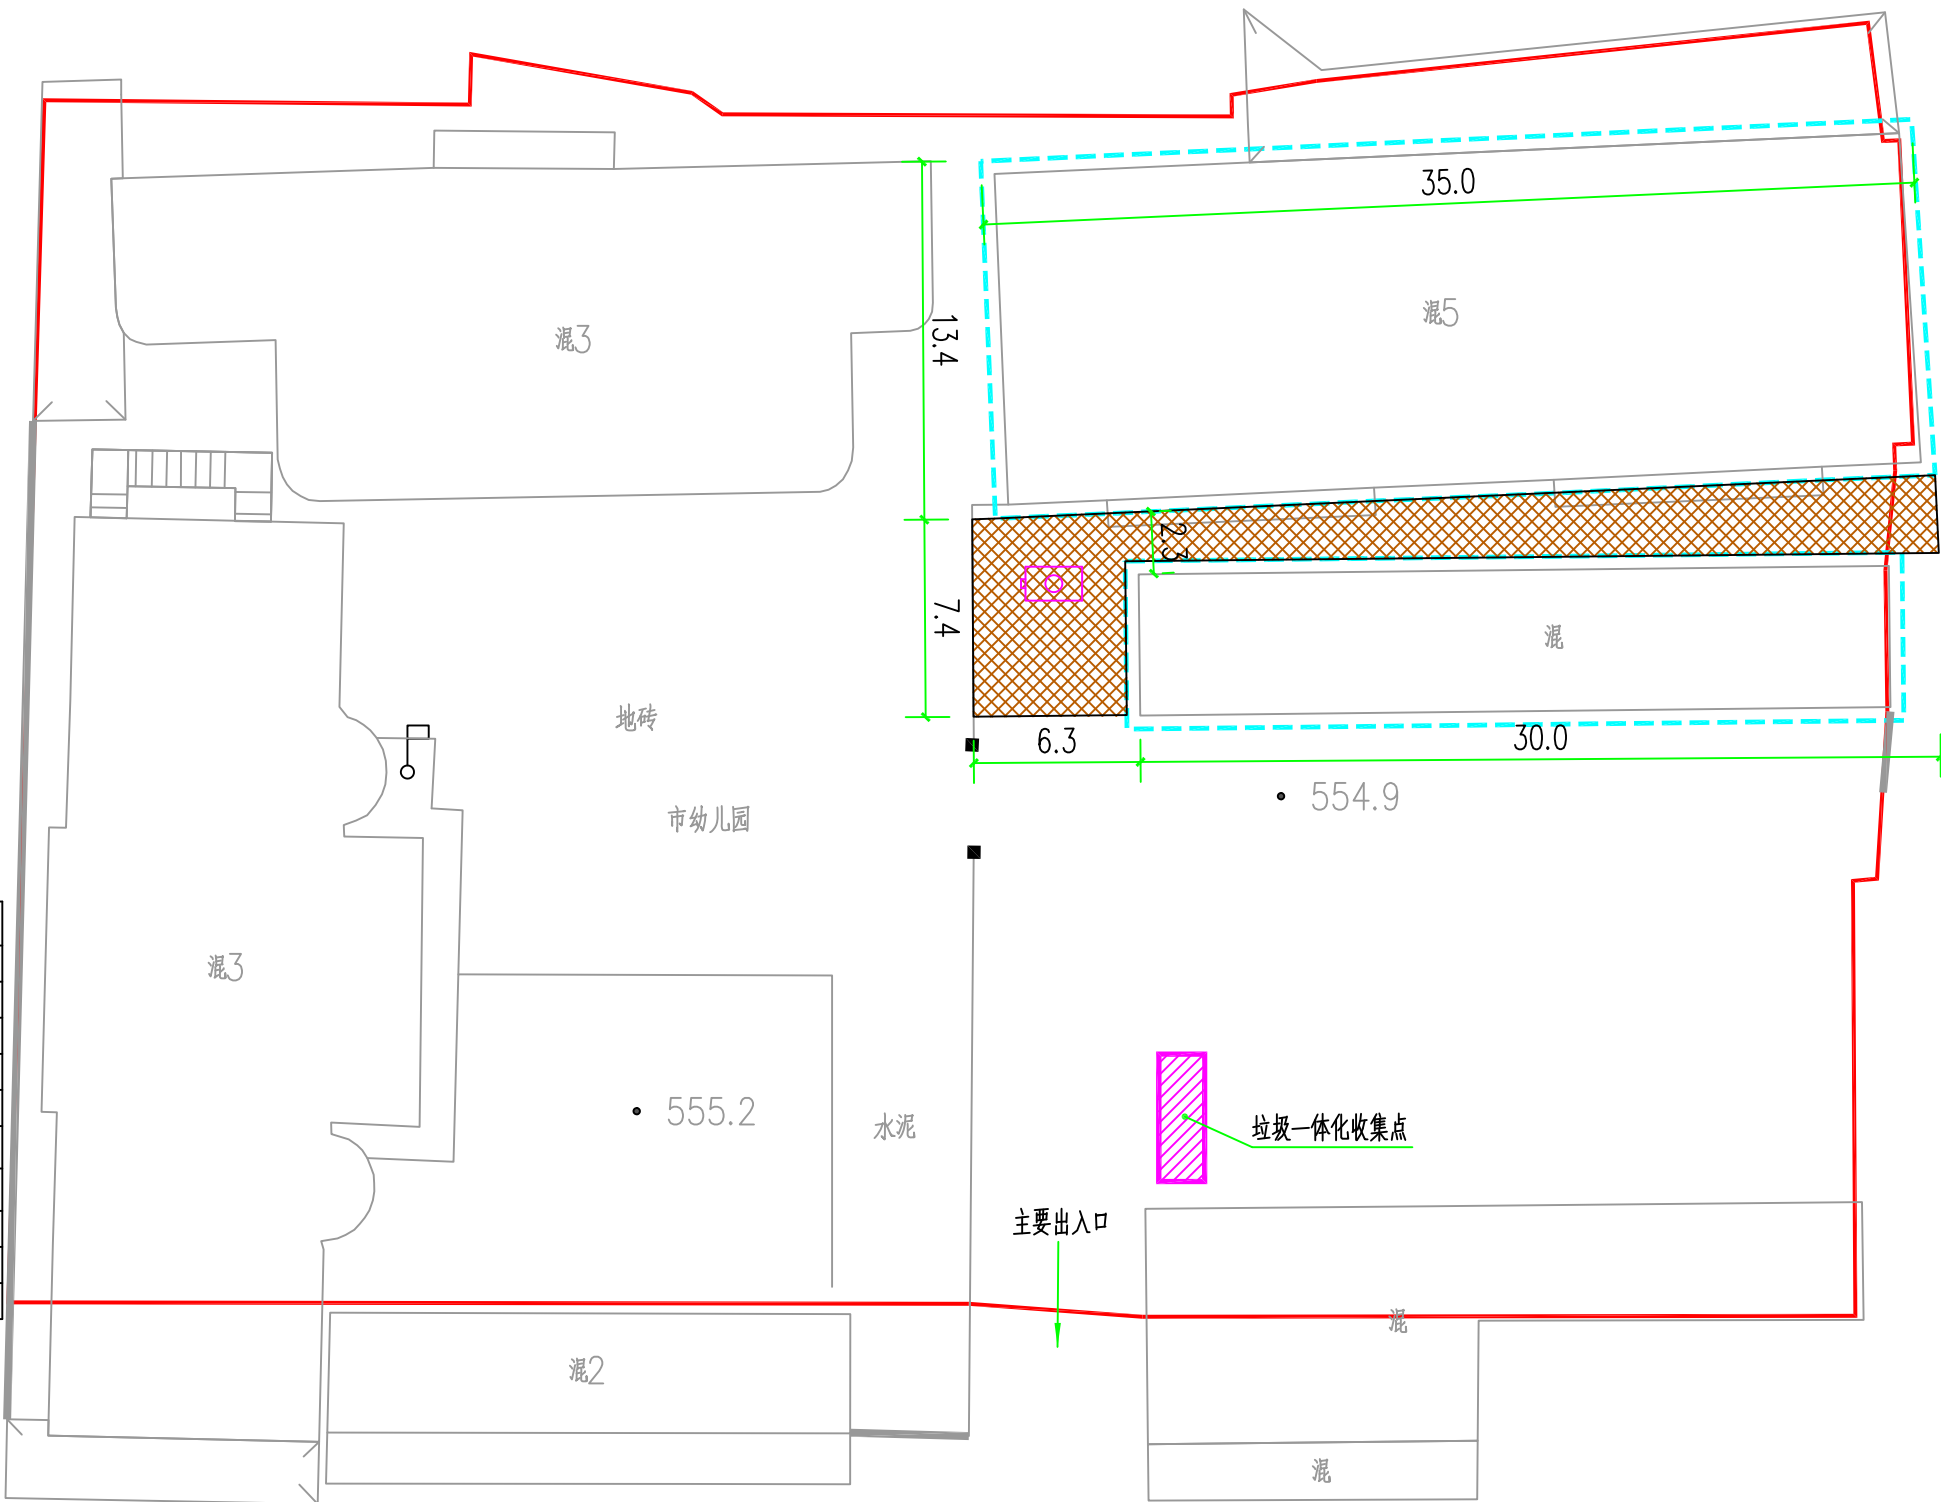 35.0
混5
13.4
混3
2.3
7.4
混
地砖
6.3
30.0
554.9
市幼儿园
混3
555.2
水泥
垃圾一体化收集点
主要出入口
混
混2
混